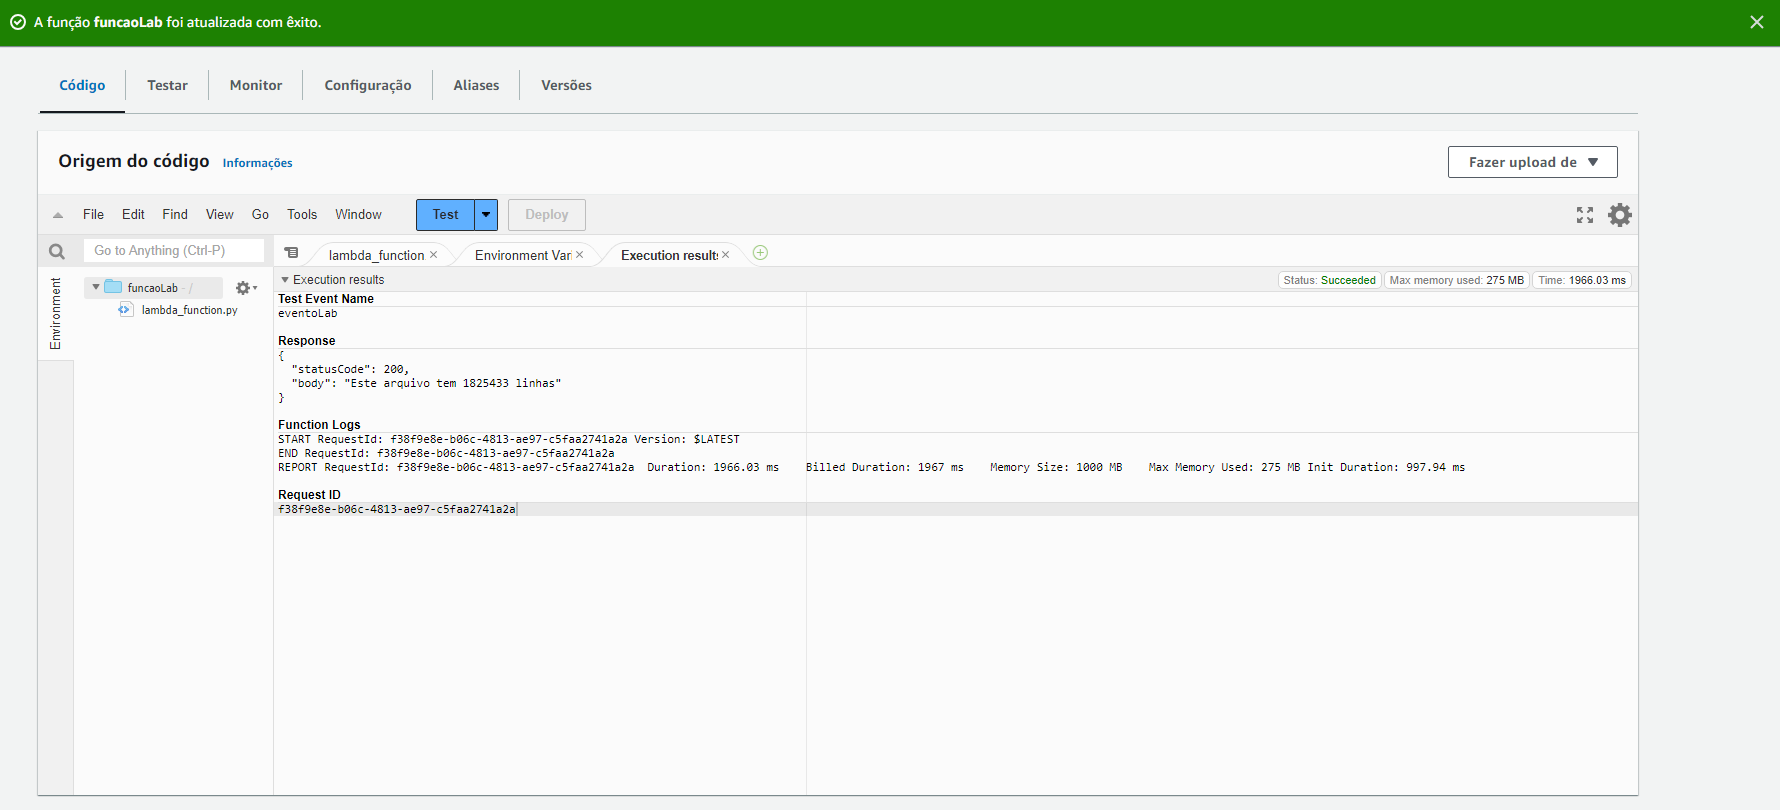 A função funcaoLab foi atualizada com êxito.
Código Testar Monitor Configuração Aliases Versões
Origem do código Informações
Fazer upload de
File Edit Find View Go Tools Window Test Deploy
Go to Anything (Ctrl-P)
lambda_function Environment Var Execution results
Environment
funcaoLab - /
lambda_function.py
Execution results
Status: Succeeded Max memory used: 275 MB Time: 1966.03 ms
Test Event Name
eventoLab
Response
{
"statusCode": 200,
"body": "Este arquivo tem 1825433 linhas"
}
Function Logs
START RequestId: f38f9e8e-b06c-4813-ae97-c5faa2741a2a Version: $LATEST
END RequestId: f38f9e8e-b06c-4813-ae97-c5faa2741a2a
REPORT RequestId: f38f9e8e-b06c-4813-ae97-c5faa2741a2a Duration: 1966.03 ms Billed Duration: 1967 ms Memory Size: 1000 MB Max Memory Used: 275 MB Init Duration: 997.94 ms
Request ID
f38f9e8e-b06c-4813-ae97-c5faa2741a2a